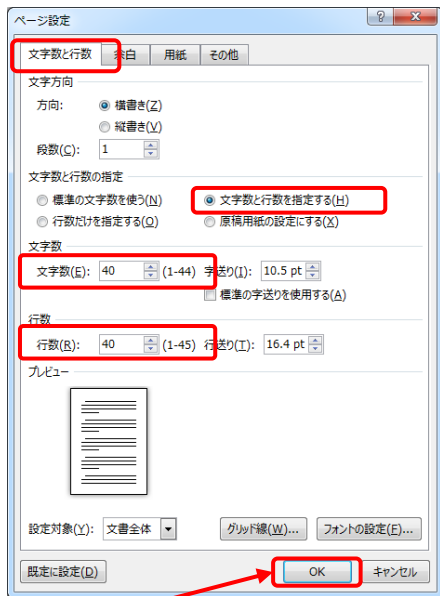 ページ設定
文字数と行数 余白 用紙 その他
文字方向
方向: 横書き(Z)
縦書き(V)
段数(C): 1
文字数と行数の指定
標準の文字数を使う(N) 文字数と行数を指定する(H)
行数だけを指定する(O) 原稿用紙の設定にする(X)
文字数
文字数(E): 40 (1-44) 字送り(I): 10.5 pt
標準の字送りを使用する(A)
行数
行数(R): 40 (1-45) 行送り(T): 16.4 pt
プレビュー
設定対象(Y): 文書全体 グリッド線(W)... フォントの設定(F)...
既定に設定(D) OK キャンセル